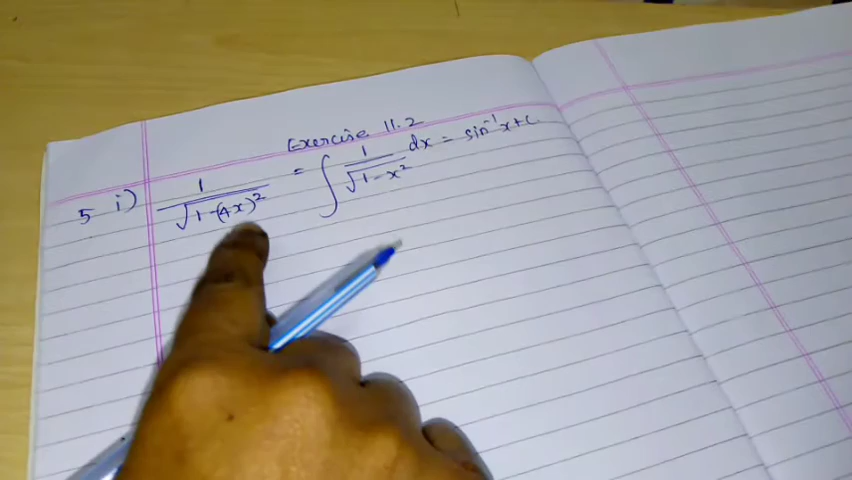 Exercise 11.2
5 i) 1/√1-(4x)² = ∫ 1/√1-x² dx = sin⁻¹x+c